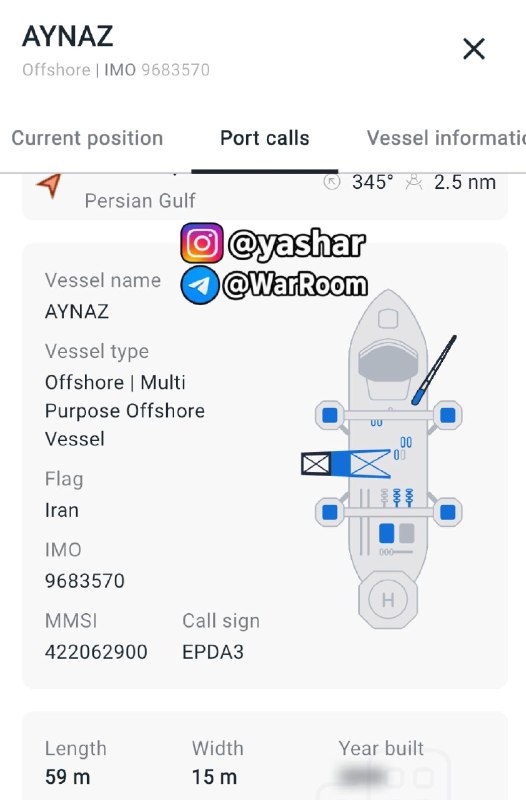 AYNAZ
Offshore | IMO 9683570
Current position
Port calls
Vessel informatio
345°
2.5 nm
Persian Gulf
@yashar
@WarRoom
Vessel name
AYNAZ
Vessel type
Offshore | Multi
Purpose Offshore
Vessel
Flag
Iran
IMO
9683570
MMSI
Call sign
422062900
EPDA3
H
Length
Width
Year built
59 m
15 m